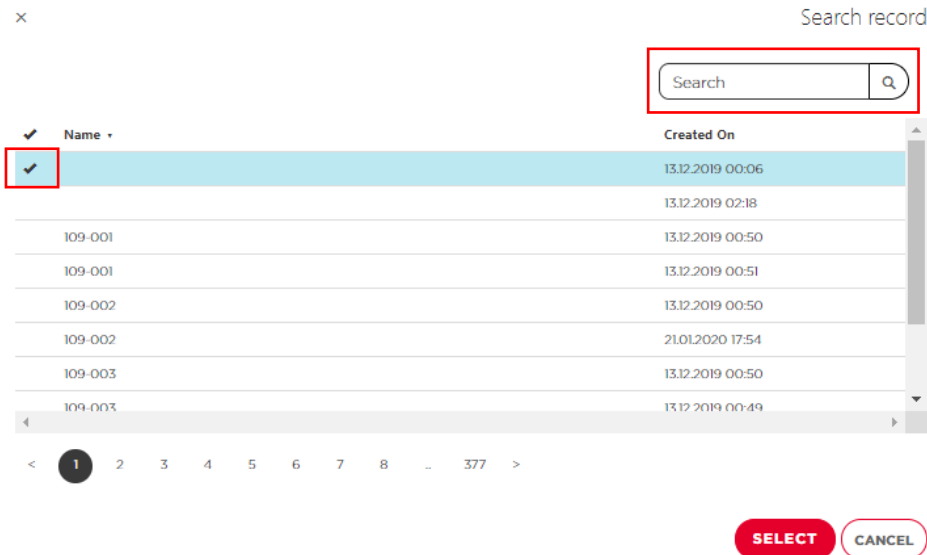 × Search record
Search
✔ Name Created On
✔ 13.12.2019 00:06
13.12.2019 02:18
109-001 13.12.2019 00:50
109-001 13.12.2019 00:51
109-002 13.12.2019 00:50
109-002 21.01.2020 17:54
109-003 13.12.2019 00:50
109-003 13.12.2019 00:49
< 1 2 3 4 5 6 7 8 .. 377 >
SELECT CANCEL